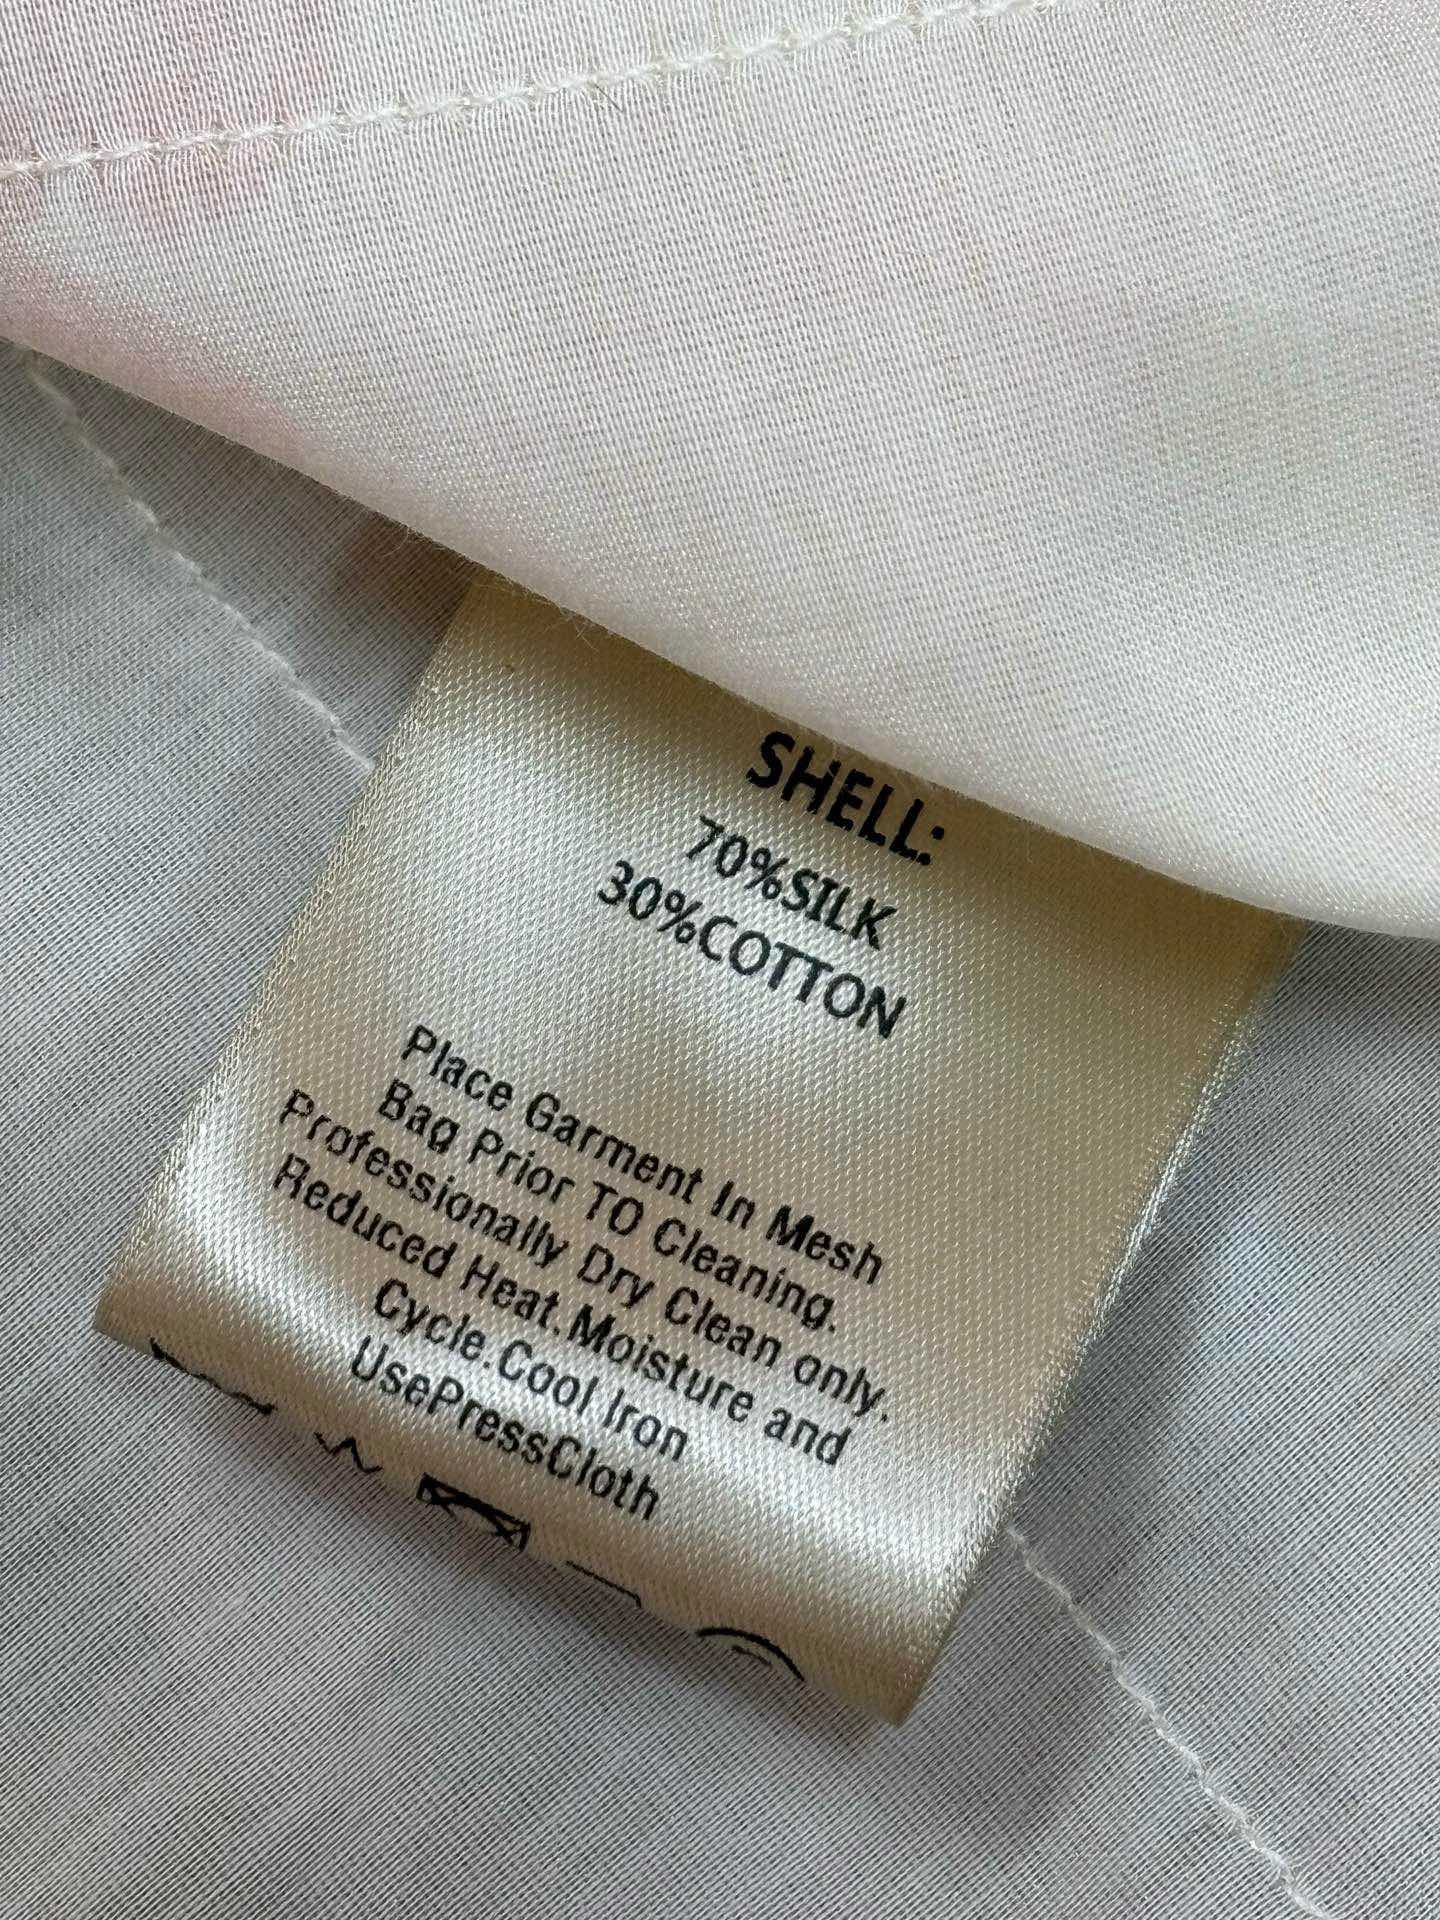 SHELL:
70%SILK
30%COTTON
Place Garment In Mesh
Bag Prior TO Cleaning.
Professionally Dry Clean only.
Reduced Heat.Moisture and
Cycle.Cool Iron
UsePressCloth